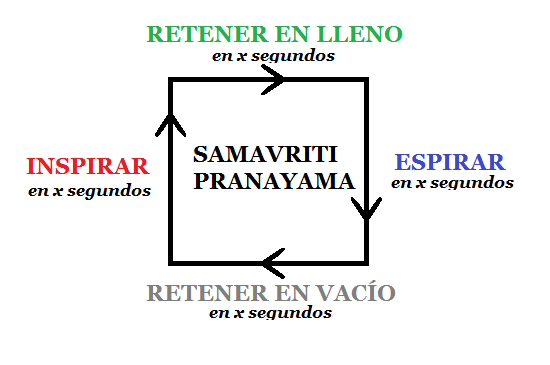 RETENER EN LLENO
en x segundos
INSPIRAR
en x segundos
SAMAVRITI
PRANAYAMA
ESPIRAR
en x segundos
RETENER EN VACÍO
en x segundos